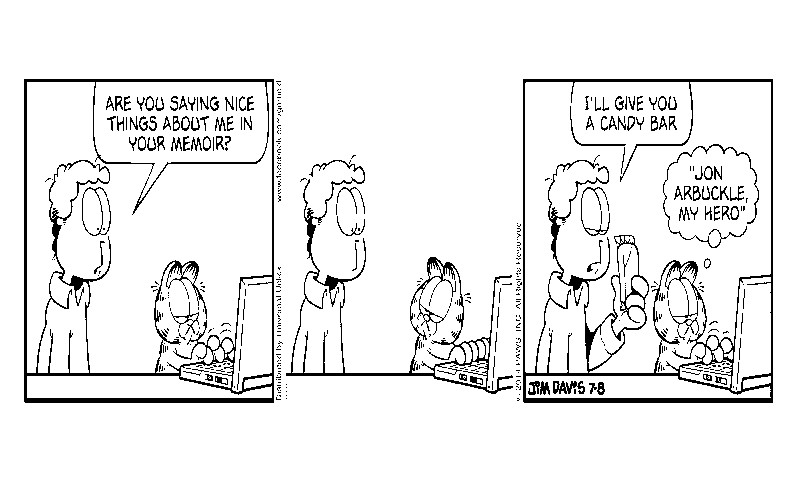 ARE YOU SAYING NICE
THINGS ABOUT ME IN
YOUR MEMOIR?
I'LL GIVE YOU
A CANDY BAR
"JON
ARBUCKLE,
MY HERO"
JIM DAVIS 7-8